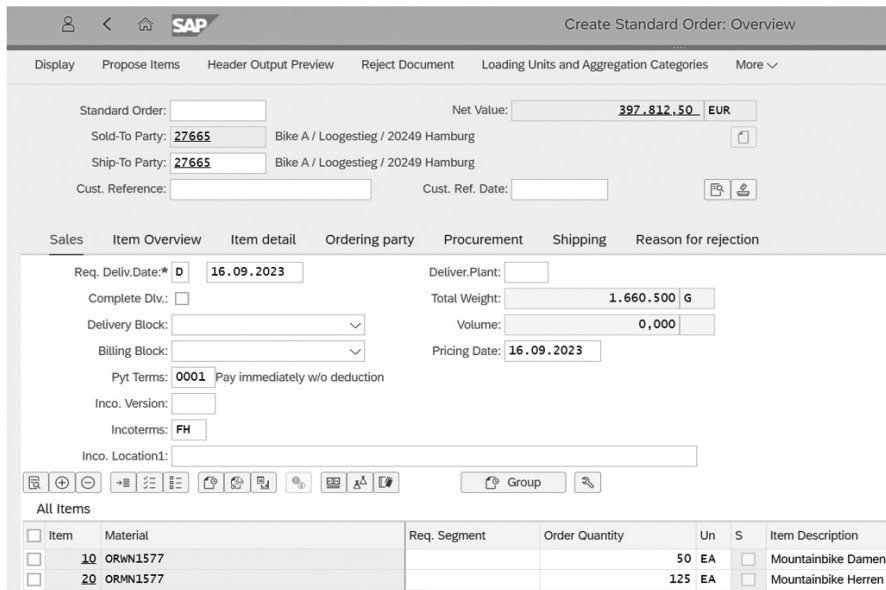 SAP Create Standard Order: Overview
Display Propose Items Header Output Preview Reject Document Loading Units and Aggregation Categories More
Standard Order: Net Value: 397.812,50 EUR
Sold-To Party: 27665 Bike A / Loogestieg / 20249 Hamburg
Ship-To Party: 27665 Bike A / Loogestieg / 20249 Hamburg
Cust. Reference: Cust. Ref. Date:
Sales Item Overview Item detail Ordering party Procurement Shipping Reason for rejection
Req. Deliv.Date:* D 16.09.2023 Deliver.Plant:
Complete Dlv.: Total Weight: 1.660.500 G
Delivery Block: Volume: 0,000
Billing Block: Pricing Date: 16.09.2023
Pyt Terms: 0001 Pay immediately w/o deduction
Inco. Version:
Incoterms: FH
Inco. Location1:
Group
All Items
Item Material Req. Segment Order Quantity Un S Item Description
10 ORWN1577 50 EA Mountainbike Damen
20 ORMN1577 125 EA Mountainbike Herren